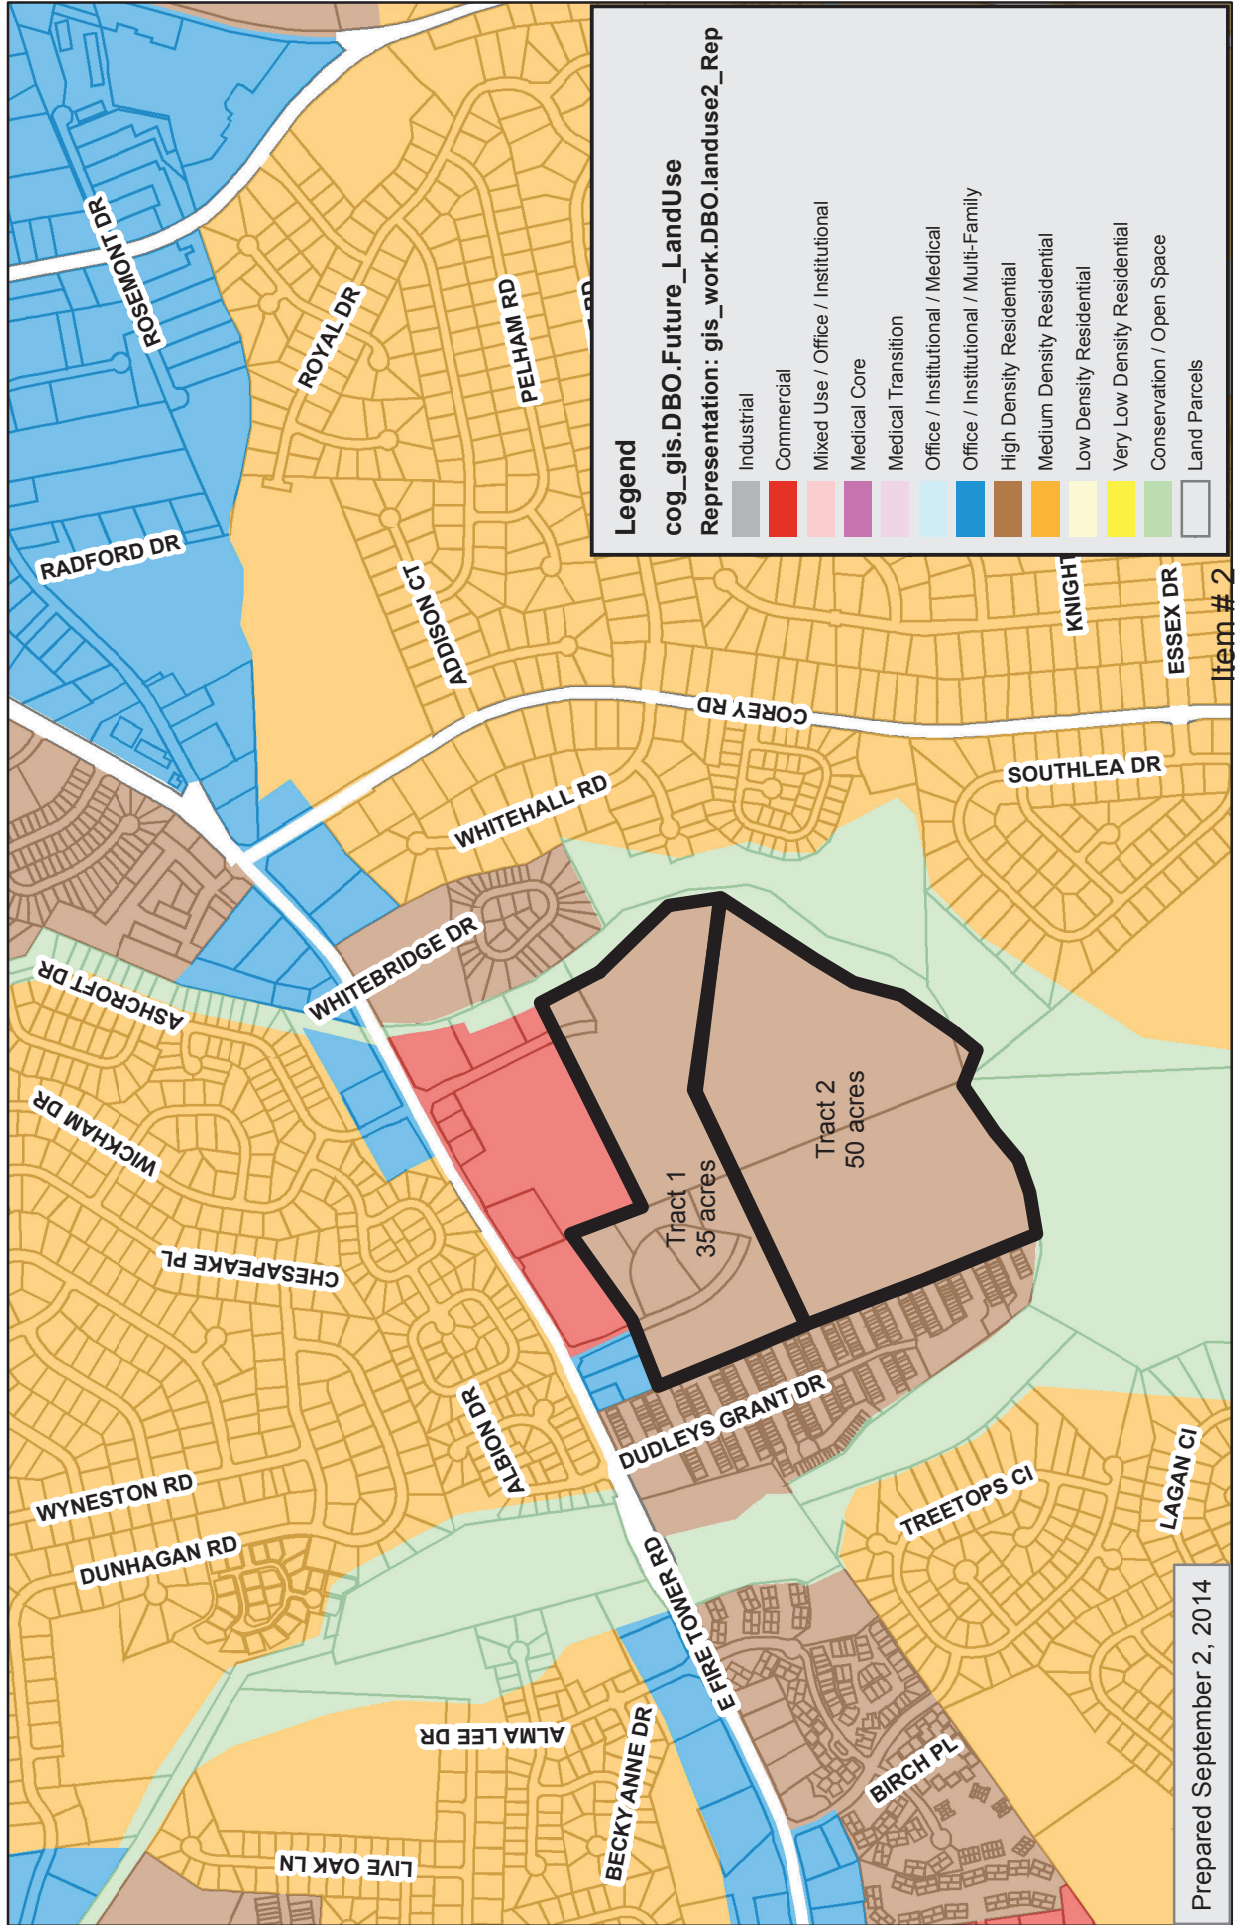 ROSEMONT DR
RADFORD DR
ROYAL DR
PELHAM RD
ADDISON CT
COREY RD
WHITEHALL RD
KNIGHT
ESSEX DR
SOUTHLEA DR
ASHCROFT DR
WHITEBRIDGE DR
WICKHAM DR
CHESAPEAKE PL
WYNESTON RD
DUNHAGAN RD
ALBION DR
DUDLEYS GRANT DR
E FIRE TOWER RD
ALMA LEE DR
BECKY ANNE DR
LIVE OAK LN
BIRCH PL
TREETOPS CI
LAGAN CI
Tract 1
35 acres
Tract 2
50 acres
Legend
cog_gis.DBO.Future_LandUse
Representation: gis_work.DBO.landuse2_Rep
Industrial
Commercial
Mixed Use / Office / Institutional
Medical Core
Medical Transition
Office / Institutional / Medical
Office / Institutional / Multi-Family
High Density Residential
Medium Density Residential
Low Density Residential
Very Low Density Residential
Conservation / Open Space
Land Parcels
Prepared September 2, 2014
Item # 2